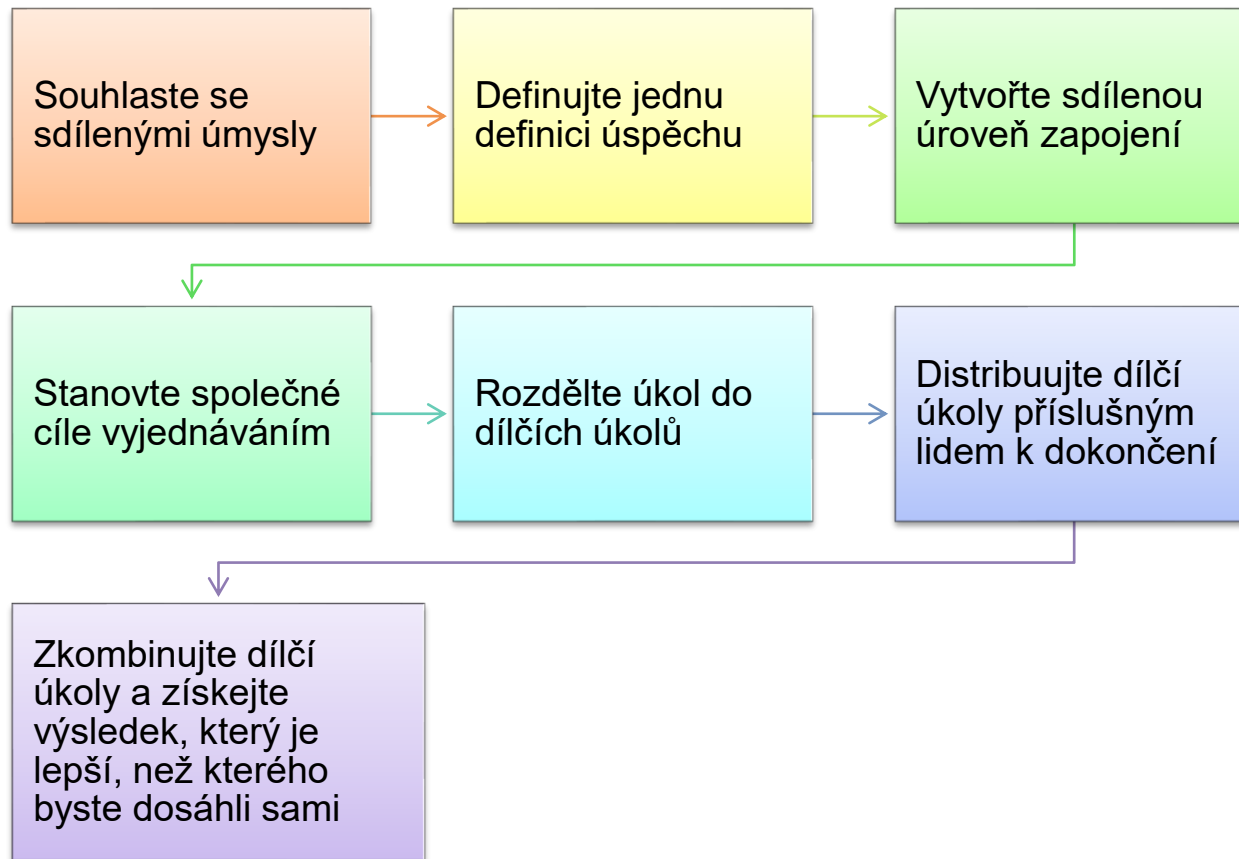 Souhlaste se
sdílenými úmysly
Definujte jednu
definici úspěchu
Vytvořte sdílenou
úroveň zapojení
Stanovte společné
cíle vyjednáváním
Rozdělte úkol do
dílčích úkolů
Distribuujte dílčí
úkoly příslušným
lidem k dokončení
Zkombinujte dílčí
úkoly a získejte
výsledek, který je
lepší, než kterého
byste dosáhli sami